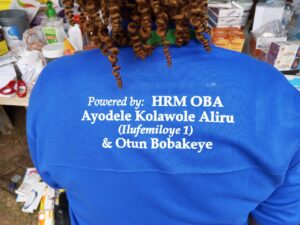 Powered by: HRM OBA
Ayodele Kolawole Aliru
(Ilufemiloye 1)
& Otun Bobakeye